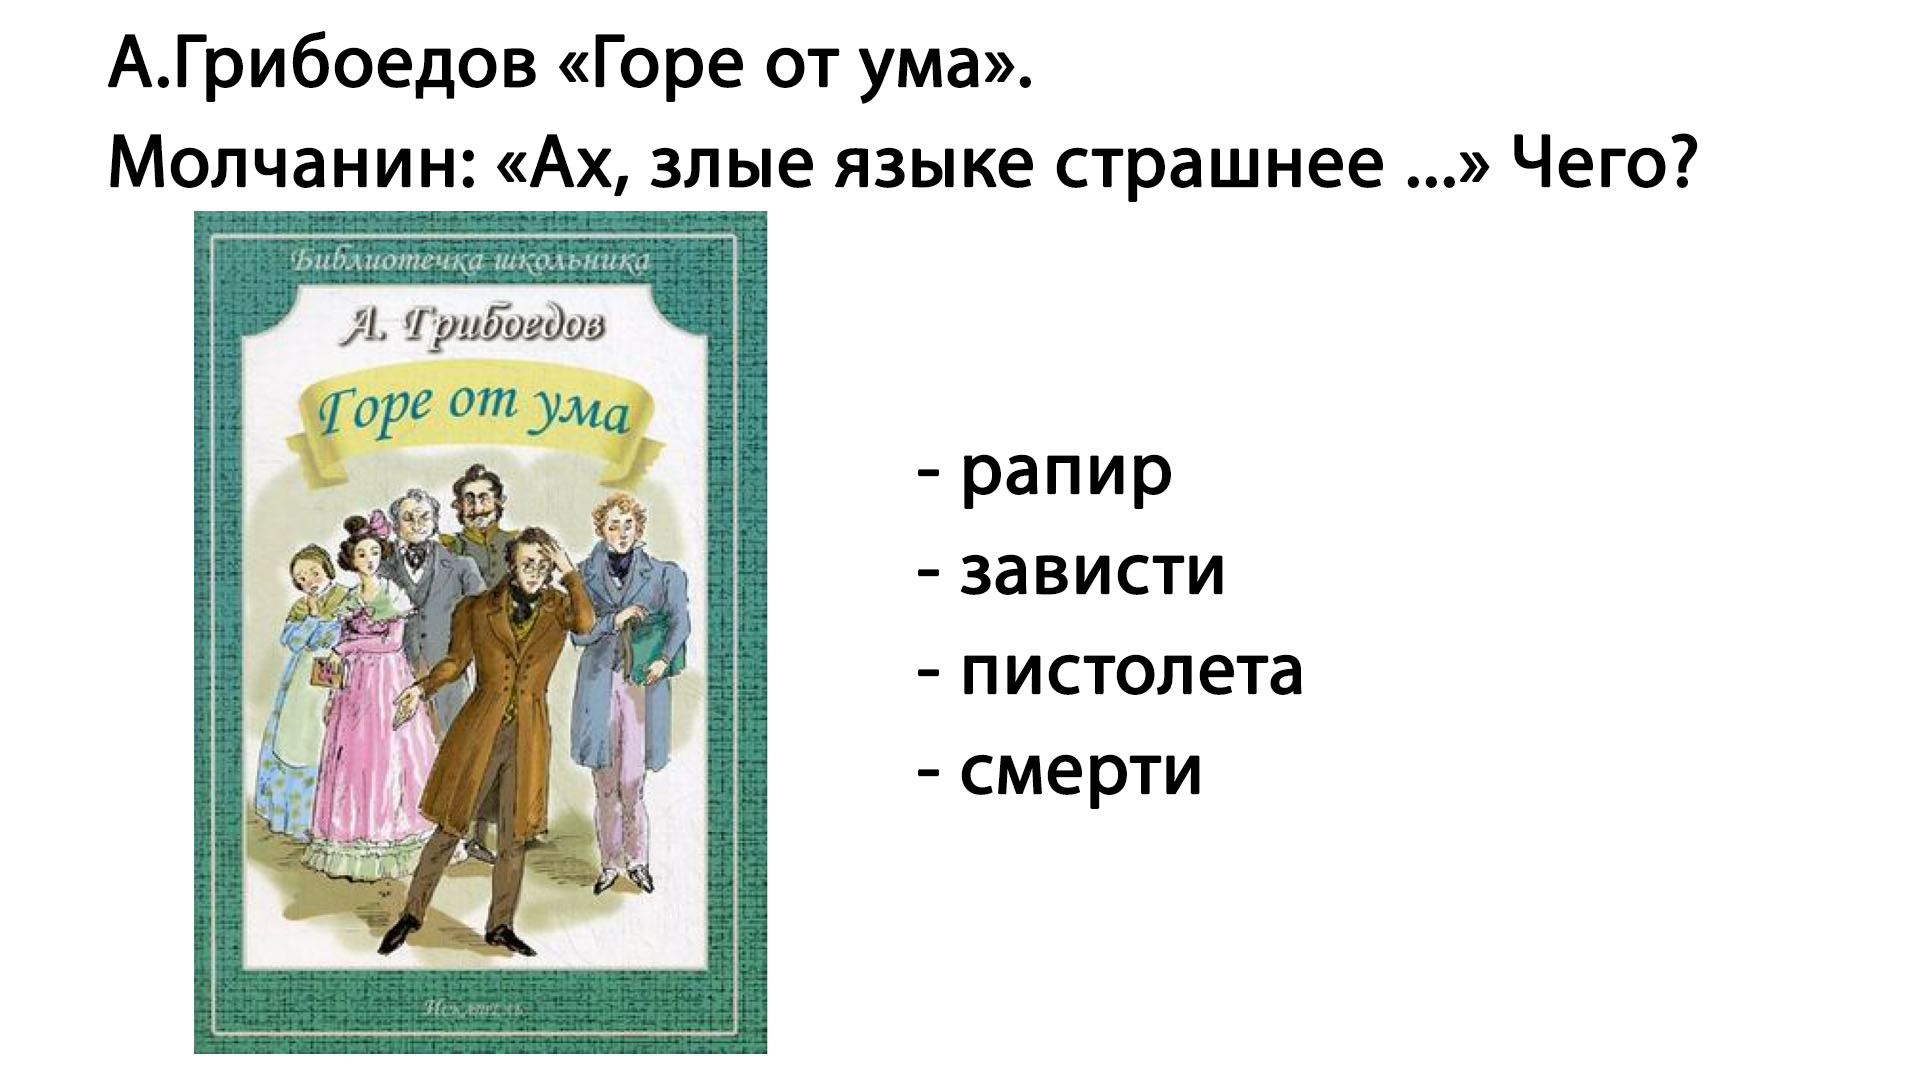 А.Грибоедов «Горе от ума».
Молчанин: «Ах, злые языке страшнее ...» Чего?
Библиотечка школьника
А. Грибоедов
Горе от ума
- рапир
- зависти
- пистолета
- смерти
Искатель